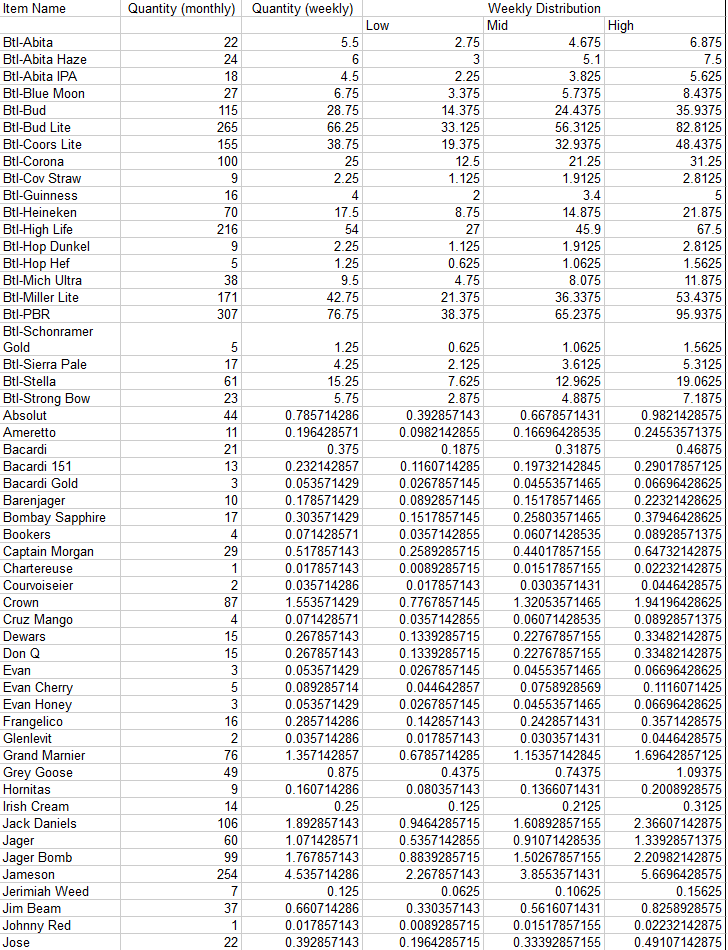 Item Name Quantity (monthly) Quantity (weekly) Weekly Distribution
Low Mid High
Btl-Abita 22 5.5 2.75 4.675 6.875
Btl-Abita Haze 24 6 3 5.1 7.5
Btl-Abita IPA 18 4.5 2.25 3.825 5.625
Btl-Blue Moon 27 6.75 3.375 5.7375 8.4375
Btl-Bud 115 28.75 14.375 24.4375 35.9375
Btl-Bud Lite 265 66.25 33.125 56.3125 82.8125
Btl-Coors Lite 155 38.75 19.375 32.9375 48.4375
Btl-Corona 100 25 12.5 21.25 31.25
Btl-Cov Straw 9 2.25 1.125 1.9125 2.8125
Btl-Guinness 16 4 2 3.4 5
Btl-Heineken 70 17.5 8.75 14.875 21.875
Btl-High Life 216 54 27 45.9 67.5
Btl-Hop Dunkel 9 2.25 1.125 1.9125 2.8125
Btl-Hop Hef 5 1.25 0.625 1.0625 1.5625
Btl-Mich Ultra 38 9.5 4.75 8.075 11.875
Btl-Miller Lite 171 42.75 21.375 36.3375 53.4375
Btl-PBR 307 76.75 38.375 65.2375 95.9375
Btl-Schonramer
Gold 5 1.25 0.625 1.0625 1.5625
Btl-Sierra Pale 17 4.25 2.125 3.6125 5.3125
Btl-Stella 61 15.25 7.625 12.9625 19.0625
Btl-Strong Bow 23 5.75 2.875 4.8875 7.1875
Absolut 44 0.785714286 0.392857143 0.6678571431 0.9821428575
Ameretto 11 0.196428571 0.0982142855 0.16696428535 0.24553571375
Bacardi 21 0.375 0.1875 0.31875 0.46875
Bacardi 151 13 0.232142857 0.1160714285 0.19732142845 0.29017857125
Bacardi Gold 3 0.053571429 0.0267857145 0.04553571465 0.06696428625
Barenjager 10 0.178571429 0.0892857145 0.15178571465 0.22321428625
Bombay Sapphire 17 0.303571429 0.1517857145 0.25803571465 0.37946428625
Bookers 4 0.071428571 0.0357142855 0.06071428535 0.08928571375
Captain Morgan 29 0.517857143 0.2589285715 0.44017857155 0.64732142875
Chartereuse 1 0.017857143 0.0089285715 0.01517857155 0.02232142875
Courvoiseier 2 0.035714286 0.017857143 0.0303571431 0.0446428575
Crown 87 1.553571429 0.7767857145 1.32053571465 1.94196428625
Cruz Mango 4 0.071428571 0.0357142855 0.06071428535 0.08928571375
Dewars 15 0.267857143 0.1339285715 0.22767857155 0.33482142875
Don Q 15 0.267857143 0.1339285715 0.22767857155 0.33482142875
Evan 3 0.053571429 0.0267857145 0.04553571465 0.06696428625
Evan Cherry 5 0.089285714 0.044642857 0.0758928569 0.1116071425
Evan Honey 3 0.053571429 0.0267857145 0.04553571465 0.06696428625
Frangelico 16 0.285714286 0.142857143 0.2428571431 0.3571428575
Glenlevit 2 0.035714286 0.017857143 0.0303571431 0.0446428575
Grand Marnier 76 1.357142857 0.6785714285 1.15357142845 1.69642857125
Grey Goose 49 0.875 0.4375 0.74375 1.09375
Hornitas 9 0.160714286 0.080357143 0.1366071431 0.2008928575
Irish Cream 14 0.25 0.125 0.2125 0.3125
Jack Daniels 106 1.892857143 0.9464285715 1.60892857155 2.36607142875
Jager 60 1.071428571 0.5357142855 0.91071428535 1.33928571375
Jager Bomb 99 1.767857143 0.8839285715 1.50267857155 2.20982142875
Jameson 254 4.535714286 2.267857143 3.8553571431 5.6696428575
Jerimiah Weed 7 0.125 0.0625 0.10625 0.15625
Jim Beam 37 0.660714286 0.330357143 0.5616071431 0.8258928575
Johnny Red 1 0.017857143 0.0089285715 0.01517857155 0.02232142875
Jose 22 0.392857143 0.1964285715 0.33392857155 0.49107142875